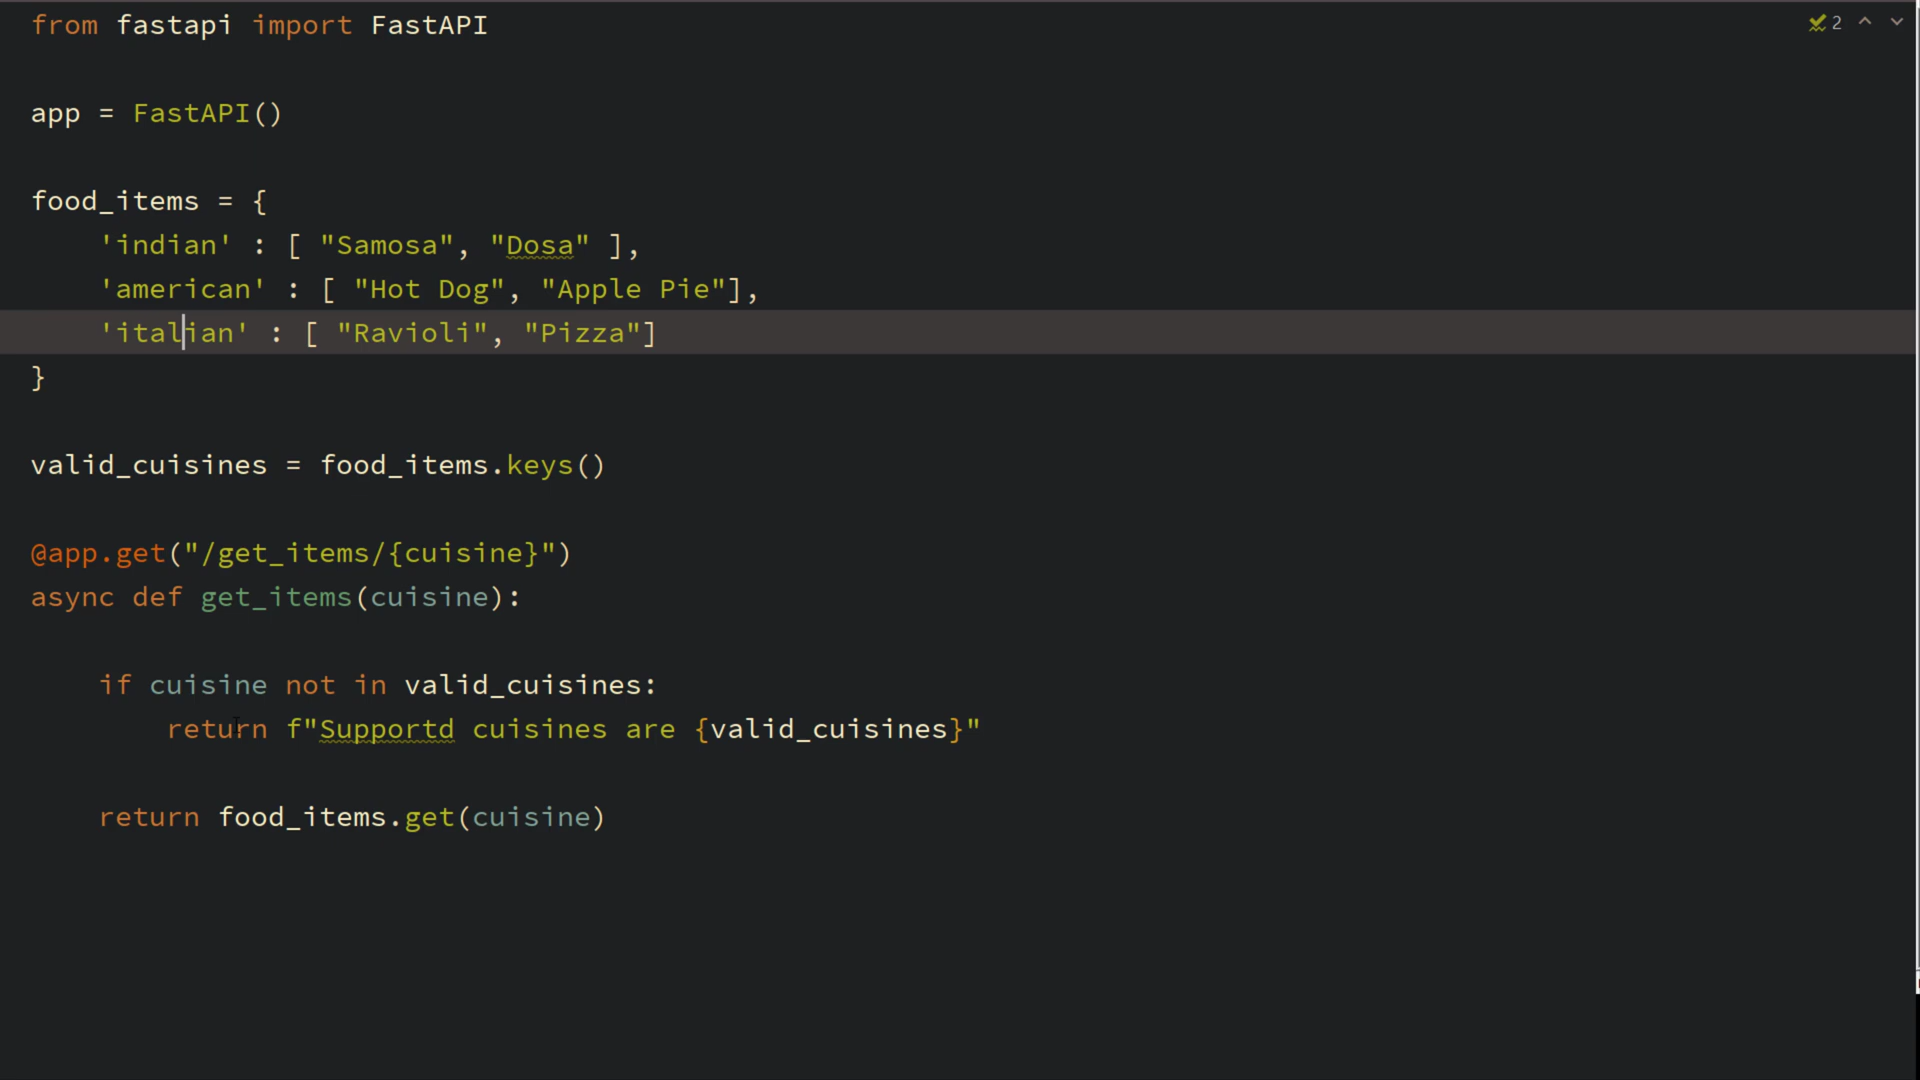 from fastapi import FastAPI
2
app = FastAPI()
food_items = {
    'indian' : [ "Samosa", "Dosa" ],
    'american' : [ "Hot Dog", "Apple Pie"],
    'italian' : [ "Ravioli", "Pizza"]
}
valid_cuisines = food_items.keys()
@app.get("/get_items/{cuisine}")
async def get_items(cuisine):
    if cuisine not in valid_cuisines:
        return f"Supportd cuisines are {valid_cuisines}"
    return food_items.get(cuisine)